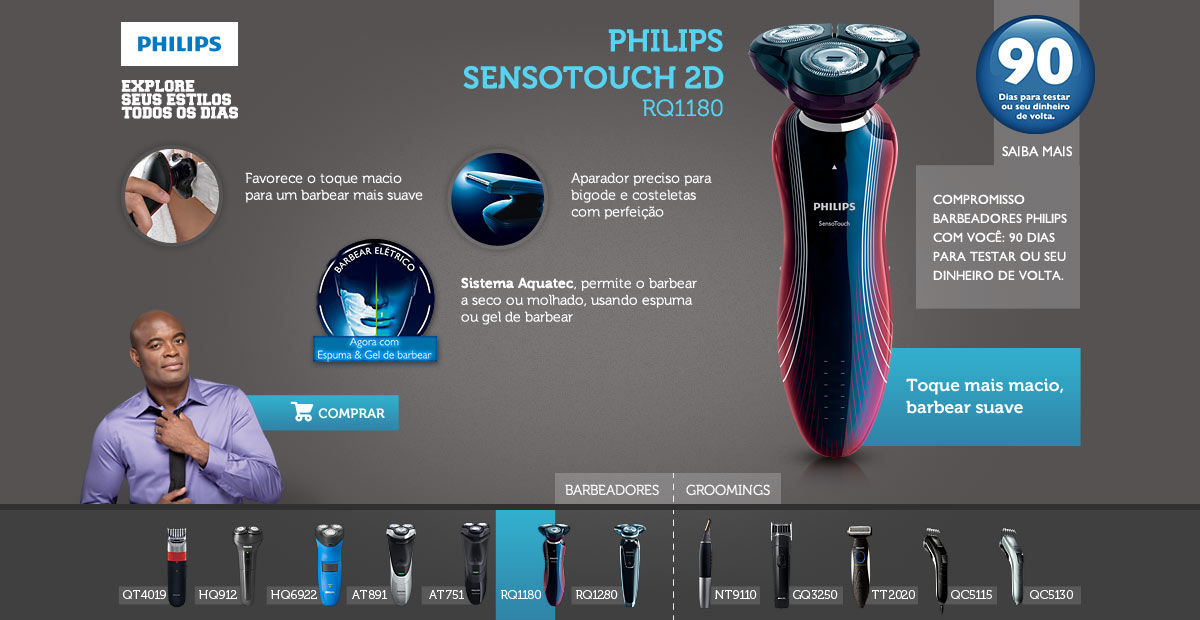 PHILIPS
EXPLORE
SEUS ESTILOS
TODOS OS DIAS
PHILIPS
SENSOTOUCH 2D
RQ1180
90
Dias para testar
ou seu dinheiro
de volta.
SAIBA MAIS
COMPROMISSO
BARBEADORES PHILIPS
COM VOCÊ: 90 DIAS
PARA TESTAR OU SEU
DINHEIRO DE VOLTA.
Favorece o toque macio
para um barbear mais suave
Aparador preciso para
bigode e costeletas
com perfeição
PHILIPS
SensoTouch
BARBEAR ELÉTRICO
Agora com
Espuma & Gel de barbear
Sistema Aquatec, permite o barbear
a seco ou molhado, usando espuma
ou gel de barbear
Toque mais macio,
barbear suave
COMPRAR
BARBEADORES
GROOMINGS
QT4019
HQ912
HQ6922
AT891
AT751
RQ1180
RQ1280
NT9110
QG3250
TT2020
QC5115
QC5130